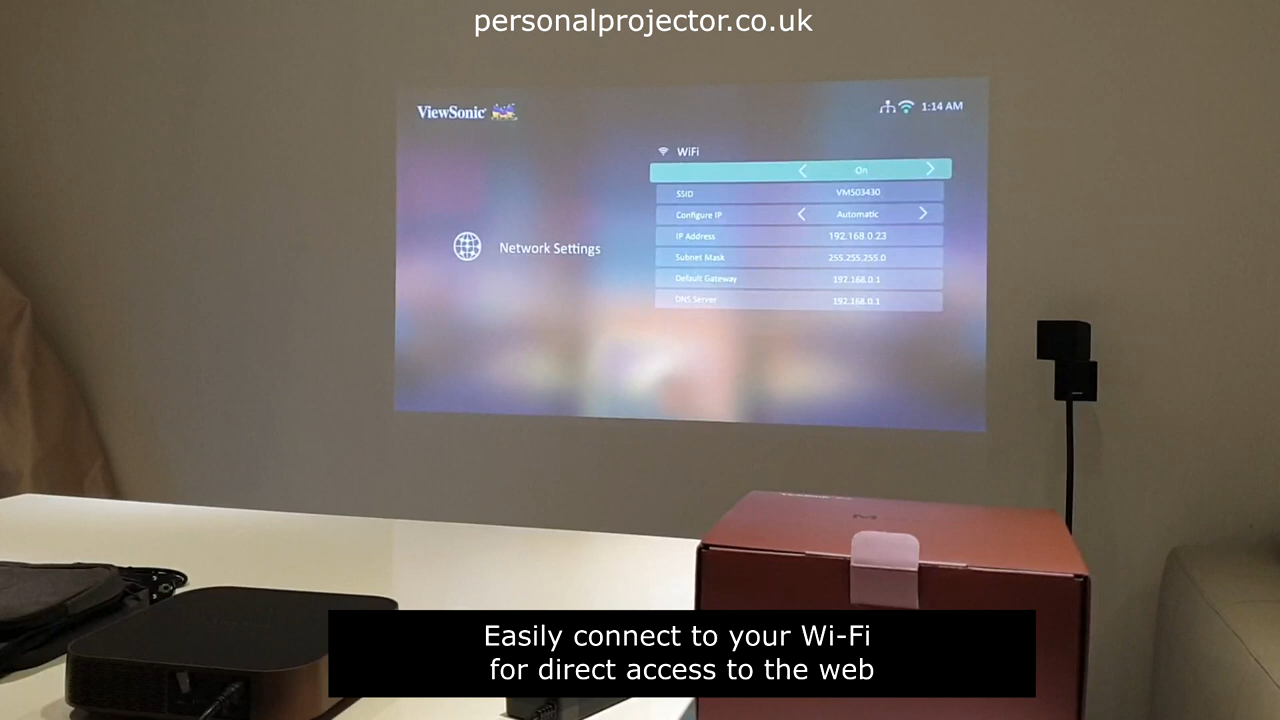 personalprojector.co.uk
ViewSonic
1:14 AM
WiFi
On
SSID VM503430
Configure IP Automatic
IP Address 192.168.0.23
Subnet Mask 255.255.255.0
Default Gateway 192.168.0.1
DNS Server 192.168.0.1
Network Settings
Easily connect to your Wi-Fi
for direct access to the web